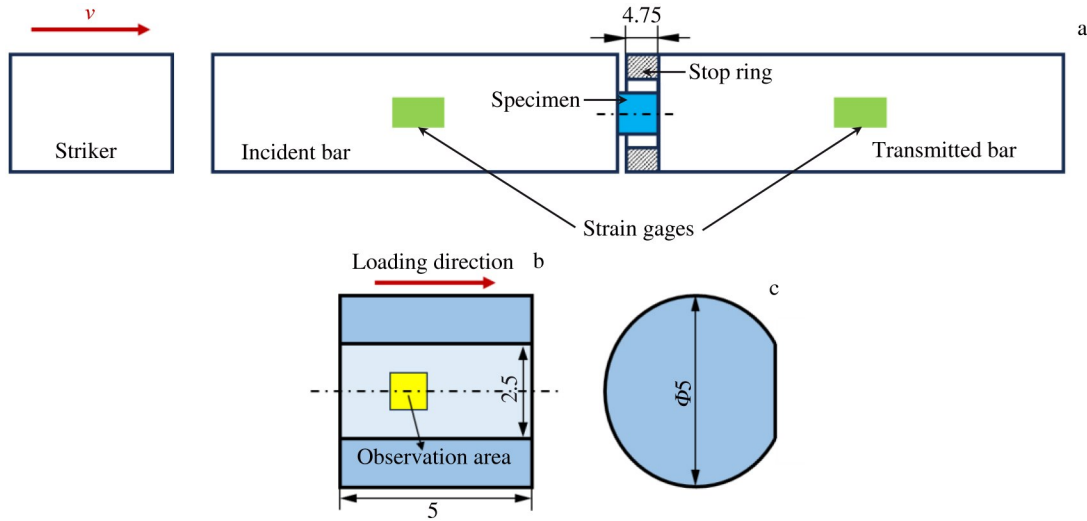 v
4.75
a
Stop ring
Specimen
Striker
Incident bar
Transmitted bar
Strain gages
Loading direction
b
c
2.5
Φ5
Observation area
5